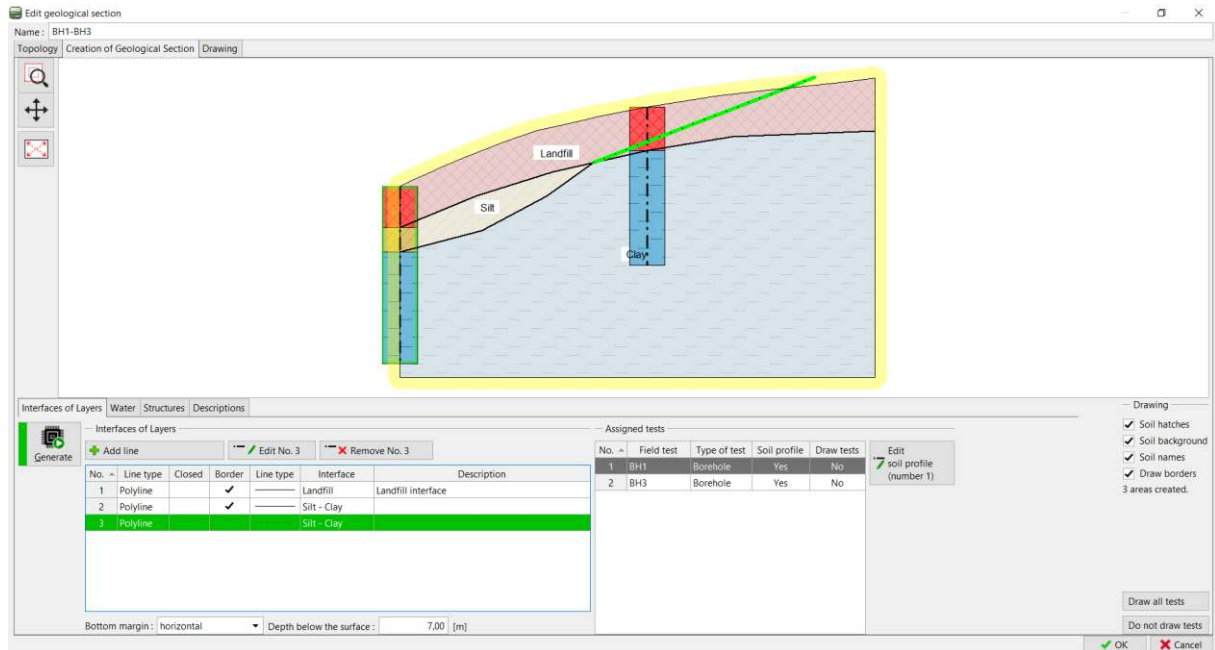 Edit geological section
Name : BH1-BH3
Topology Creation of Geological Section Drawing
Landfill
Silt
Clay
Interfaces of Layers Water Structures Descriptions
Generate
Interfaces of Layers
Add line Edit No. 3 Remove No. 3
No. Line type Closed Border Line type Interface Description
1 Polyline Landfill Landfill interface
2 Polyline Silt - Clay
3 Polyline Silt - Clay
Bottom margin : horizontal Depth below the surface : 7,00 [m]
Assigned tests
No. Field test Type of test Soil profile Draw tests
1 BH1 Borehole Yes No
2 BH3 Borehole Yes No
Edit
soil profile
(number 1)
Drawing
Soil hatches
Soil background
Soil names
Draw borders
3 areas created.
Draw all tests
Do not draw tests
OK Cancel